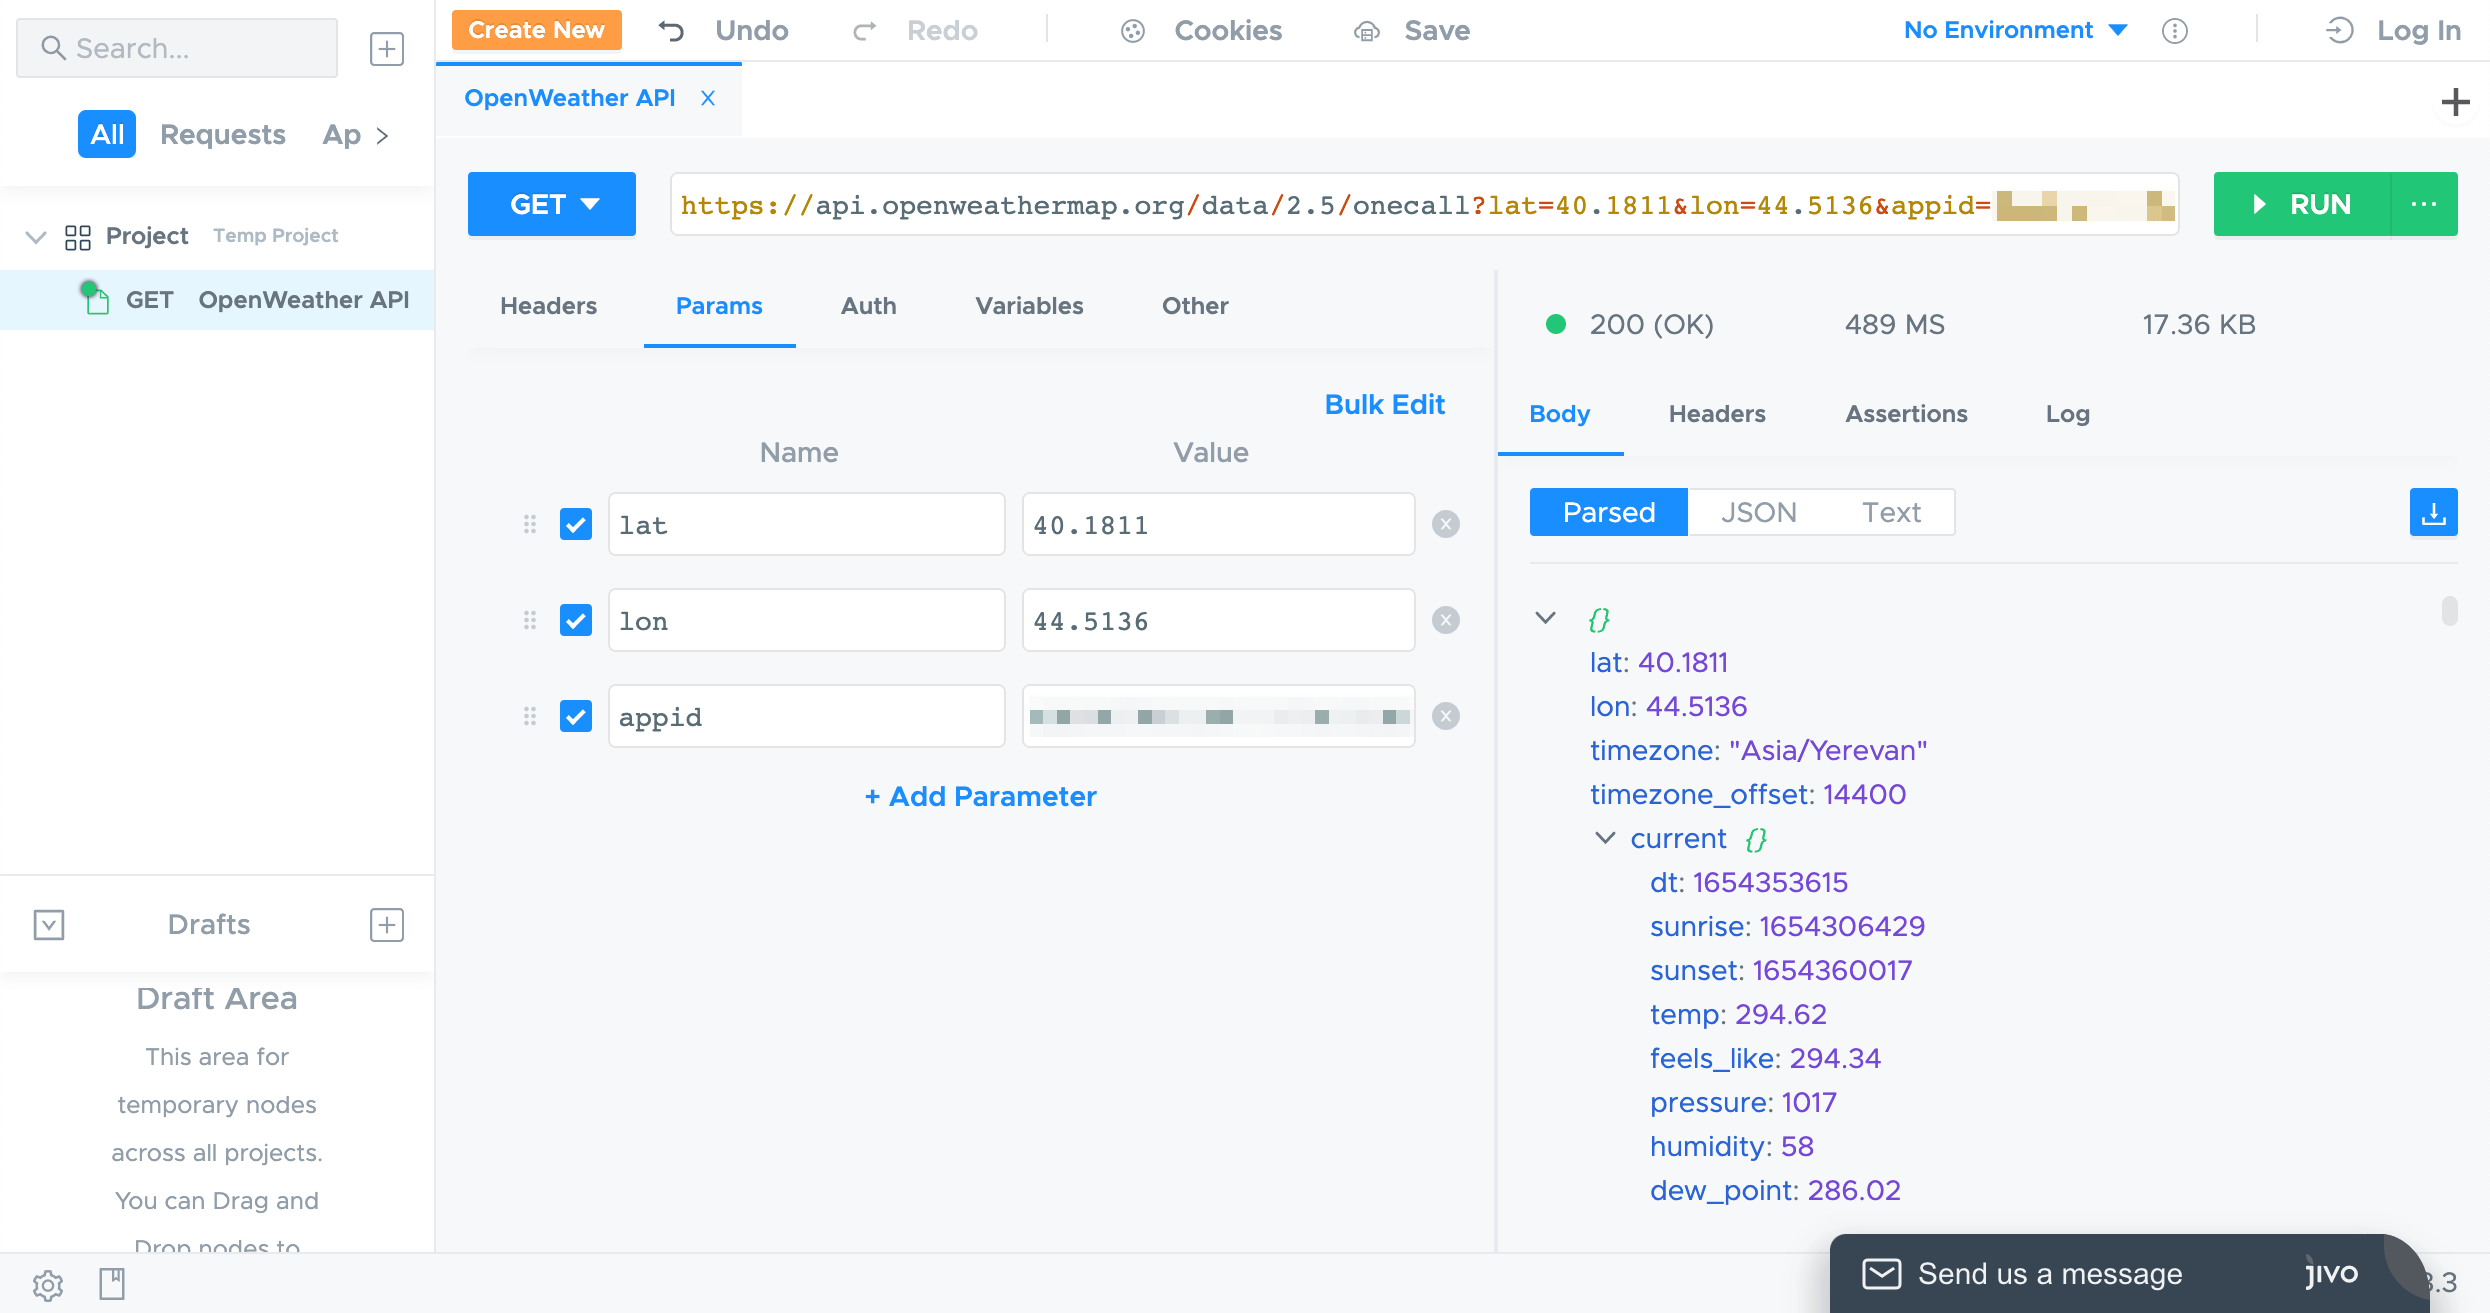 Search...
All Requests Ap
Project Temp Project
GET OpenWeather API
Drafts
Draft Area
This area for
temporary nodes
across all projects.
You can Drag and
Drop nodes to
Create New Undo Redo Cookies Save No Environment Log In
OpenWeather API X
GET https://api.openweathermap.org/data/2.5/onecall?lat=40.1811&lon=44.5136&appid= RUN ...
Headers Params Auth Variables Other
Bulk Edit
Name Value
lat 40.1811
lon 44.5136
appid
+ Add Parameter
200 (OK) 489 MS 17.36 KB
Body Headers Assertions Log
Parsed JSON Text
{}
lat: 40.1811
lon: 44.5136
timezone: "Asia/Yerevan"
timezone_offset: 14400
current {}
dt: 1654353615
sunrise: 1654306429
sunset: 1654360017
temp: 294.62
feels_like: 294.34
pressure: 1017
humidity: 58
dew_point: 286.02
Send us a message jivo